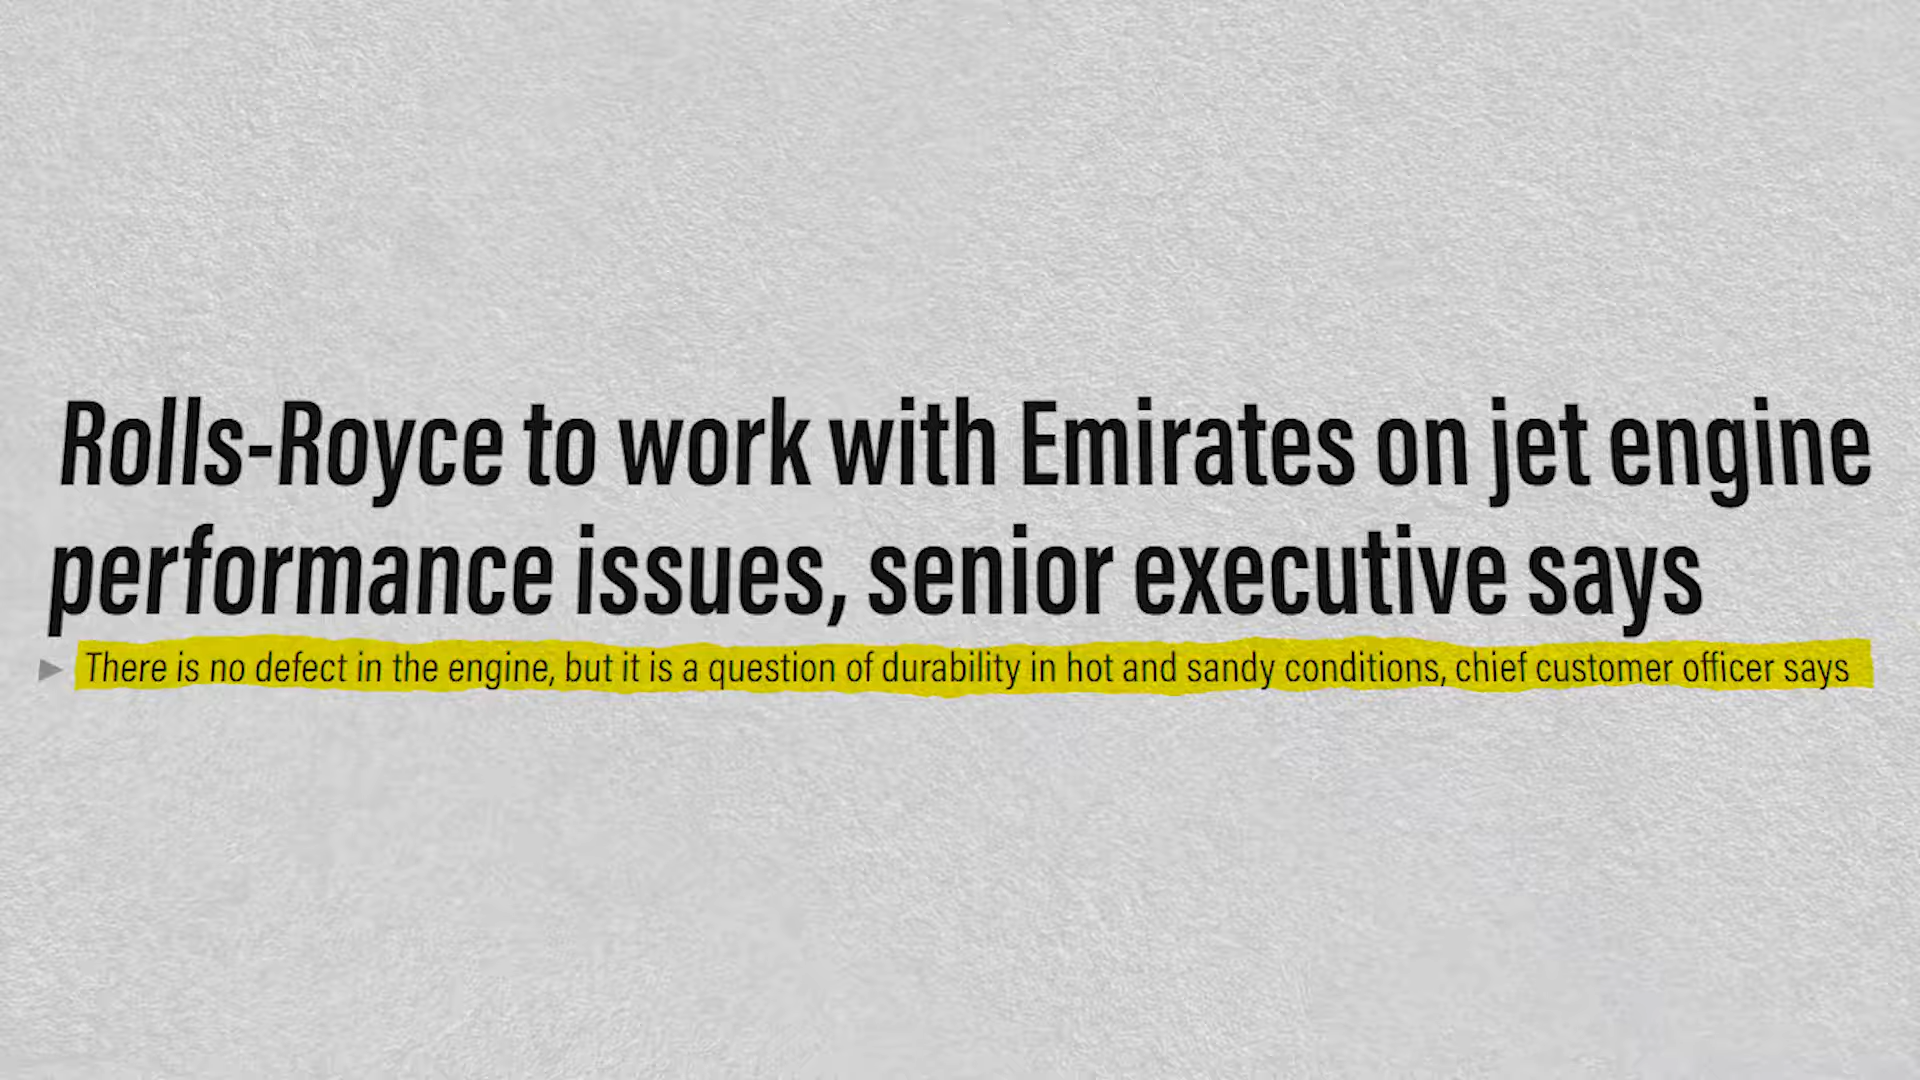 Rolls-Royce to work with Emirates on jet engine
performance issues, senior executive says
There is no defect in the engine, but it is a question of durability in hot and sandy conditions, chief customer officer says